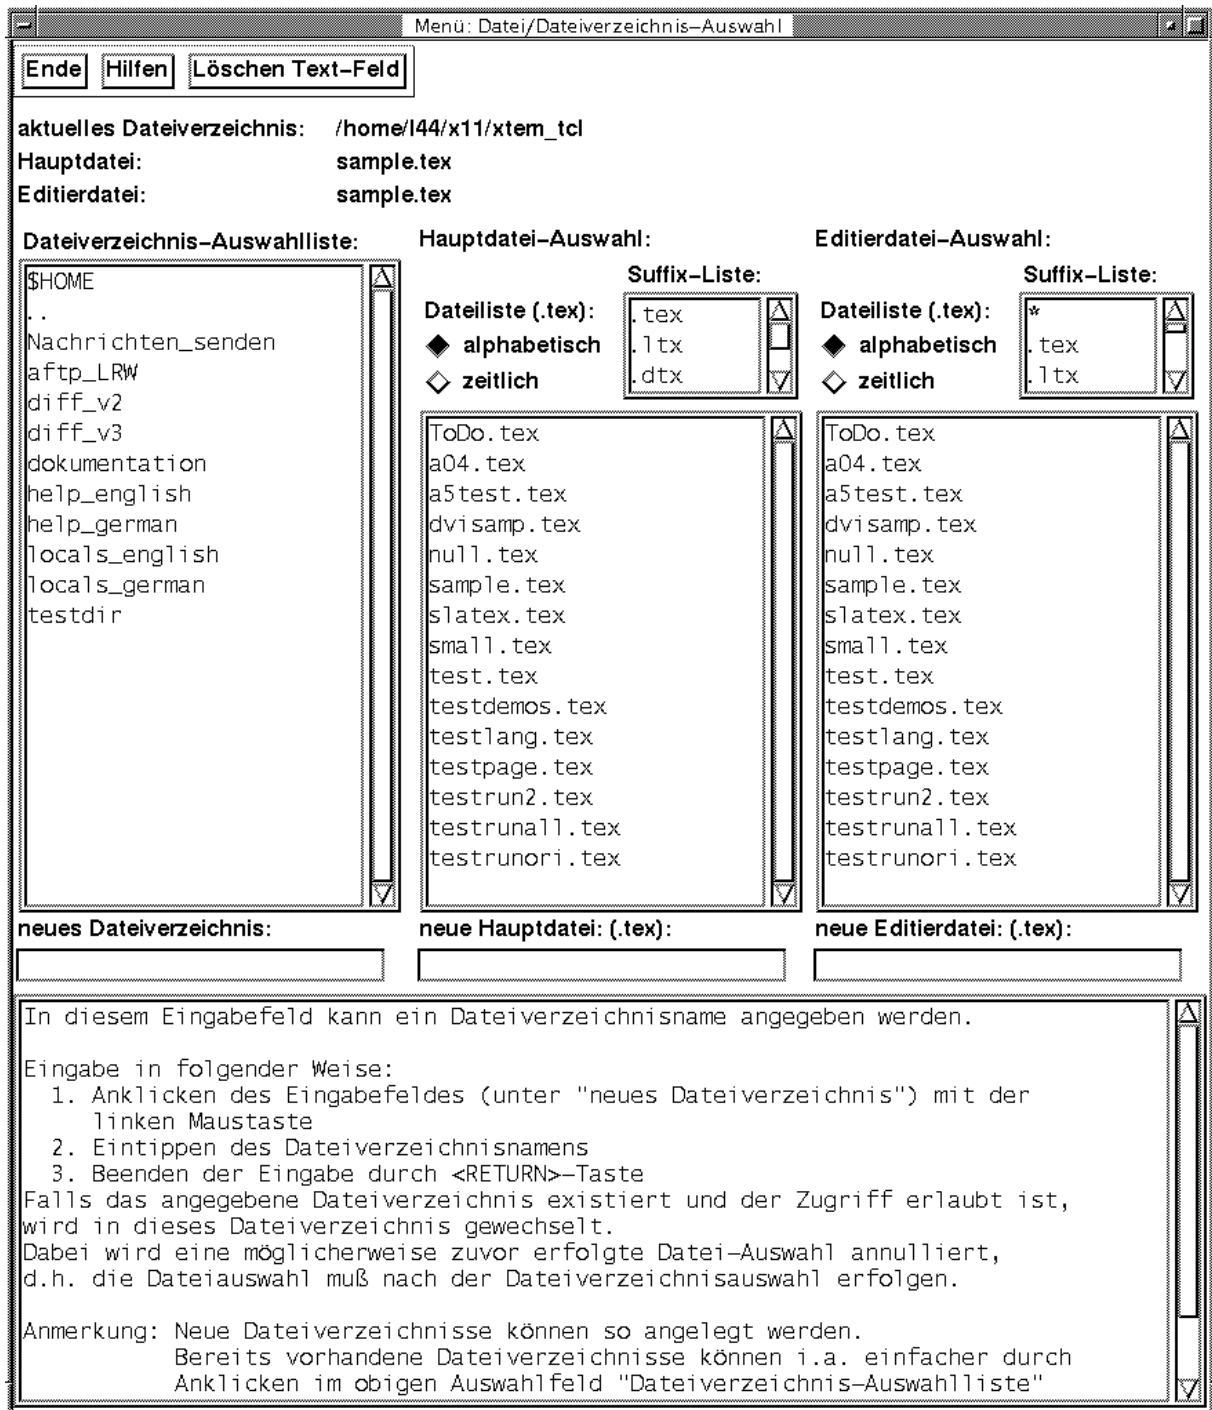 Menü: Datei/Dateiverzeichnis-Auswahl
Ende Hilfen Löschen Text-Feld
aktuelles Dateiverzeichnis: /home/l44/x11/xtem_tcl
Hauptdatei: sample.tex
Editierdatei: sample.tex
Dateiverzeichnis-Auswahlliste:
$HOME
..
Nachrichten_senden
aftp_LRW
diff_v2
diff_v3
dokumentation
help_english
help_german
locals_english
locals_german
testdir
neues Dateiverzeichnis:
Hauptdatei-Auswahl:
Suffix-Liste:
Dateiliste (.tex):
alphabetisch
zeitlich
.tex
.ltx
.dtx
ToDo.tex
a04.tex
a5test.tex
dvisamp.tex
null.tex
sample.tex
slatex.tex
small.tex
test.tex
testdemos.tex
testlang.tex
testpage.tex
testrun2.tex
testrunall.tex
testrunori.tex
neue Hauptdatei: (.tex):
Editierdatei-Auswahl:
Suffix-Liste:
Dateiliste (.tex):
alphabetisch
zeitlich
*
.tex
.ltx
ToDo.tex
a04.tex
a5test.tex
dvisamp.tex
null.tex
sample.tex
slatex.tex
small.tex
test.tex
testdemos.tex
testlang.tex
testpage.tex
testrun2.tex
testrunall.tex
testrunori.tex
neue Editierdatei: (.tex):
In diesem Eingabefeld kann ein Dateiverzeichnisname angegeben werden.
Eingabe in folgender Weise:
1. Anklicken des Eingabefeldes (unter "neues Dateiverzeichnis") mit der
linken Maustaste
2. Eintippen des Dateiverzeichnisnamens
3. Beenden der Eingabe durch <RETURN>-Taste
Falls das angegebene Dateiverzeichnis existiert und der Zugriff erlaubt ist,
wird in dieses Dateiverzeichnis gewechselt.
Dabei wird eine möglicherweise zuvor erfolgte Datei-Auswahl annulliert,
d.h. die Dateiauswahl muß nach der Dateiverzeichnisauswahl erfolgen.
Anmerkung: Neue Dateiverzeichnisse können so angelegt werden.
Bereits vorhandene Dateiverzeichnisse können i.a. einfacher durch
Anklicken im obigen Auswahlfeld "Dateiverzeichnis-Auswahlliste"